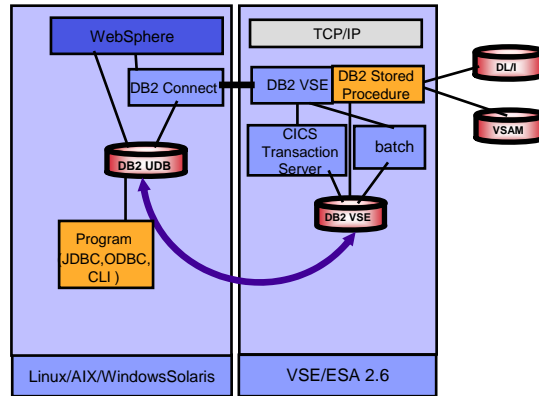 WebSphere
TCP/IP
DB2 Connect
DB2 VSE
DB2 Stored
Procedure
DL/I
VSAM
CICS
Transaction
Server
batch
DB2 UDB
DB2 VSE
Program
(JDBC,ODBC,
CLI )
Linux/AIX/WindowsSolaris
VSE/ESA 2.6